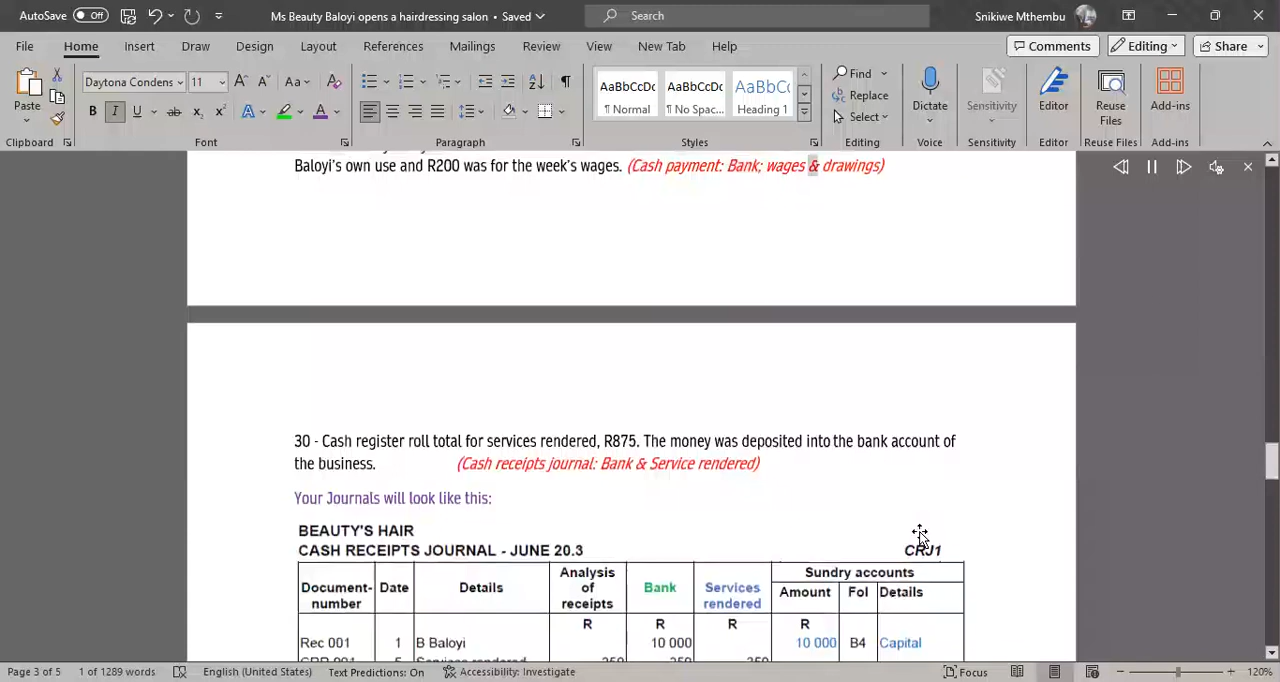 AutoSave Off Ms Beauty Baloyi opens a hairdressing salon • Saved Search Snikiwe Mthembu
File Home Insert Draw Design Layout References Mailings Review View New Tab Help Comments Editing Share
Paste Daytona Condens 11 A A Aa A AaBbCcDc AaBbCcDc AaBbC Find Dictate Sensitivity Editor Reuse Files Add-ins
B I U ab x₂ x² A A Normal No Spac... Heading 1 Replace
Select
Clipboard Font Paragraph Styles Editing Voice Sensitivity Editor Reuse Files Add-ins
Baloyi's own use and R200 was for the week's wages. (Cash payment: Bank; wages & drawings)
30 - Cash register roll total for services rendered, R875. The money was deposited into the bank account of
the business. (Cash receipts journal: Bank & Service rendered)
Your Journals will look like this:
BEAUTY'S HAIR
CASH RECEIPTS JOURNAL - JUNE 20.3 CRJ1
Document-number Date Details Analysis of receipts Bank Services rendered Sundry accounts
Amount Fol Details
R R R R
Rec 001 1 B Baloyi 10 000 10 000 B4 Capital
Page 3 of 5 1 of 1289 words English (United States) Text Predictions: On Accessibility: Investigate Focus 120%